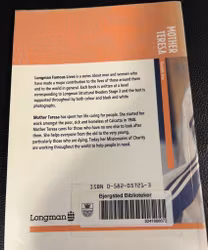 MOTHER
TERESA
Longman Famous Lives is a series about men and women who
have made a major contribution to the lives of those around them
and to the world in general. Each book is written at a level
corresponding to Longman Structural Readers Stage 2 and the text is
supported throughout by both colour and black and white
photographs.
Mother Teresa has spent her life caring for people. She started her
work amongst the poor, sick and homeless of Calcutta in 1948.
Mother Teresa cares for those who have no one else to look after
them. She helps everyone from the old to the very young,
particularly those who are dying. Today her Missionaries of Charity
are working throughout the world to help people in need.
ISBN 0-582-01721-3
Bjergsted Biblioteker
Longman